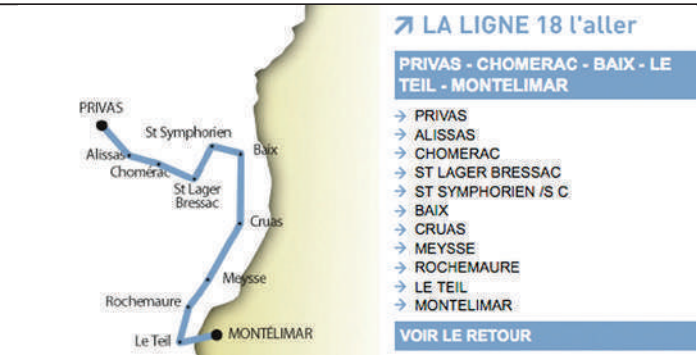 PRIVAS
St Symphorien
Alissas
Baix
Chomérac
St Lager
Bressac
Cruas
Meysse
Rochemaure
Le Teil
MONTÉLIMAR
LA LIGNE 18 l'aller
PRIVAS - CHOMERAC - BAIX - LE
TEIL - MONTELIMAR
→ PRIVAS
→ ALISSAS
→ CHOMERAC
→ ST LAGER BRESSAC
→ ST SYMPHORIEN /S C
→ BAIX
→ CRUAS
→ MEYSSE
→ ROCHEMAURE
→ LE TEIL
→ MONTELIMAR
VOIR LE RETOUR